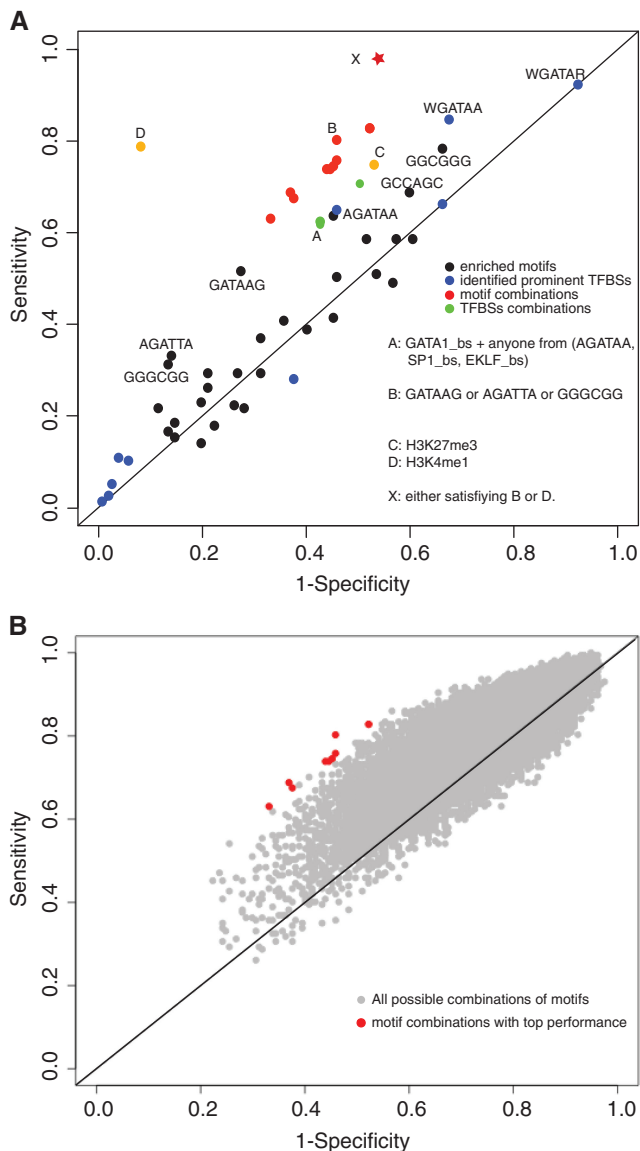 A
Sensitivity
0.0
0.2
0.4
0.6
0.8
1.0
X
WGATAR
B
WGATAA
D
C
GGCGGG
GCCAGC
AGATAA
A
GATAAG
enriched motifs
identified prominent TFBSs
motif combinations
TFBSs combinations
AGATTA
GGGCGG
A: GATA1_bs + anyone from (AGATAA,
SP1_bs, EKLF_bs)
B: GATAAG or AGATTA or GGGCGG
C: H3K27me3
D: H3K4me1
X: either satisfiying B or D.
0.0 0.2 0.4 0.6 0.8 1.0
1-Specificity
B
Sensitivity
0.0
0.2
0.4
0.6
0.8
1.0
All possible combinations of motifs
motif combinations with top performance
0.0 0.2 0.4 0.6 0.8 1.0
1-Specificity